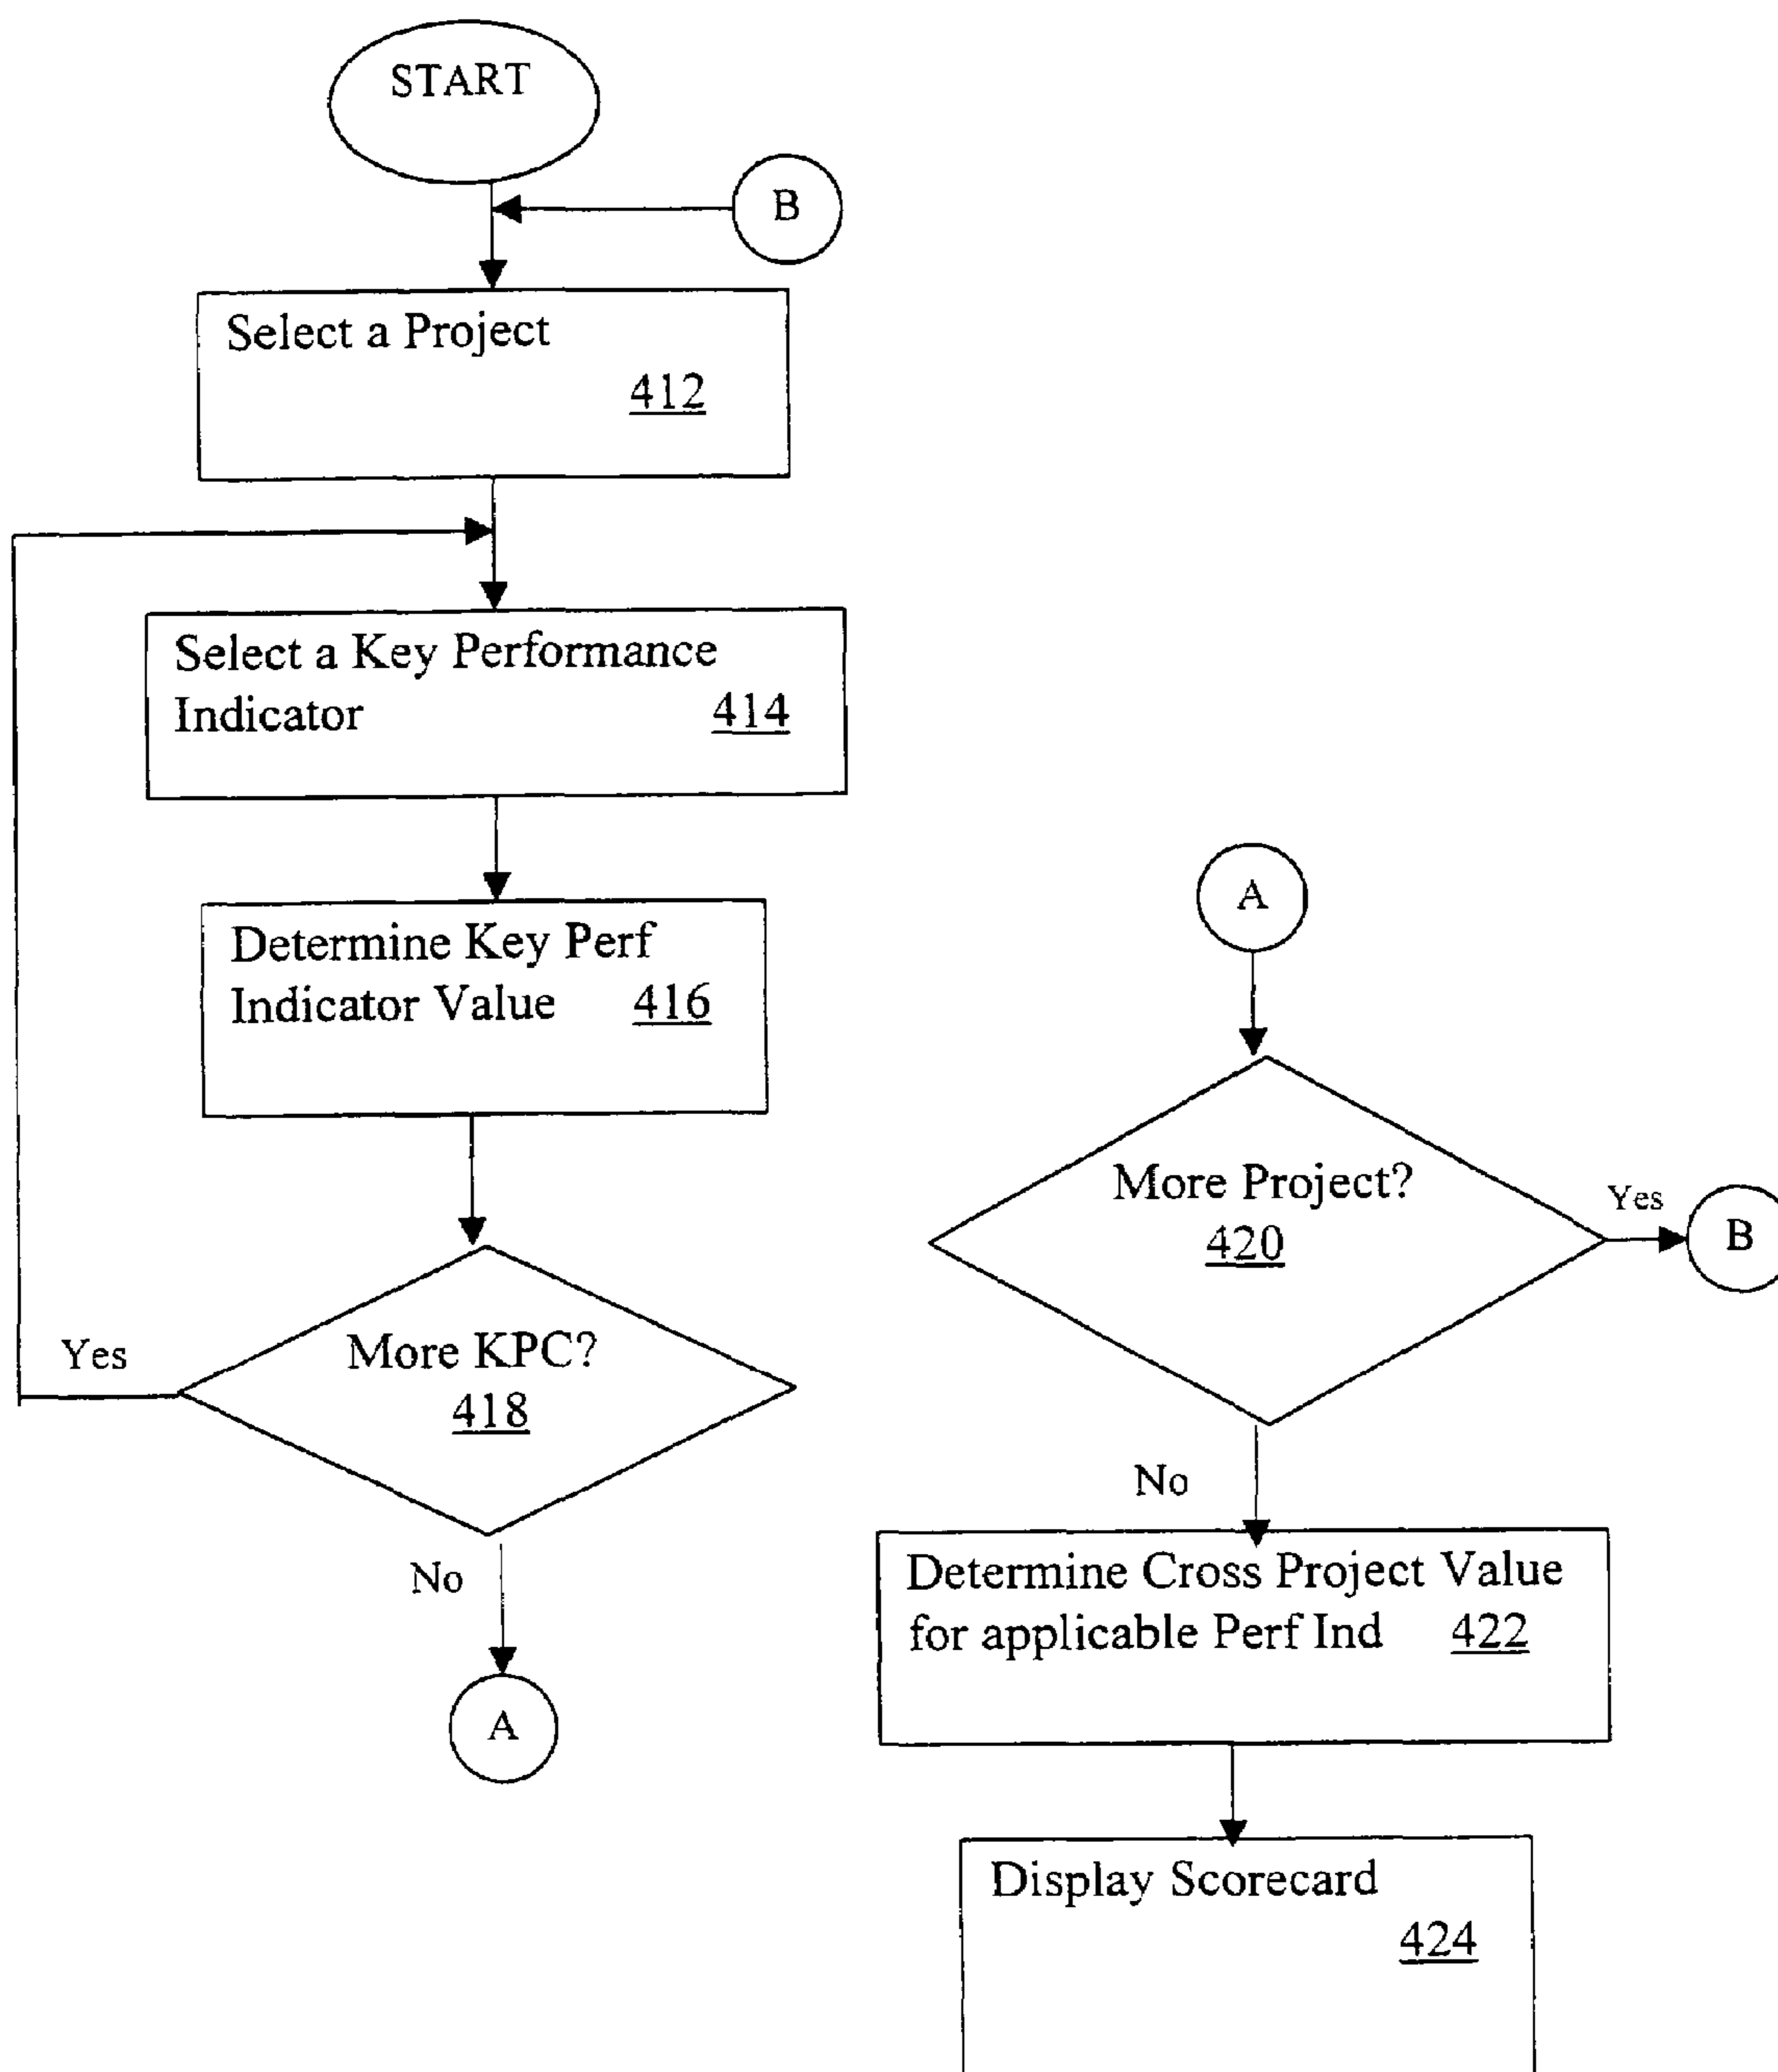 START
B
Select a Project
412
Select a Key Performance
Indicator 414
Determine Key Perf
Indicator Value 416
Yes
More KPC?
418
No
A
A
More Project?
420
Yes
B
No
Determine Cross Project Value
for applicable Perf Ind 422
Display Scorecard
424